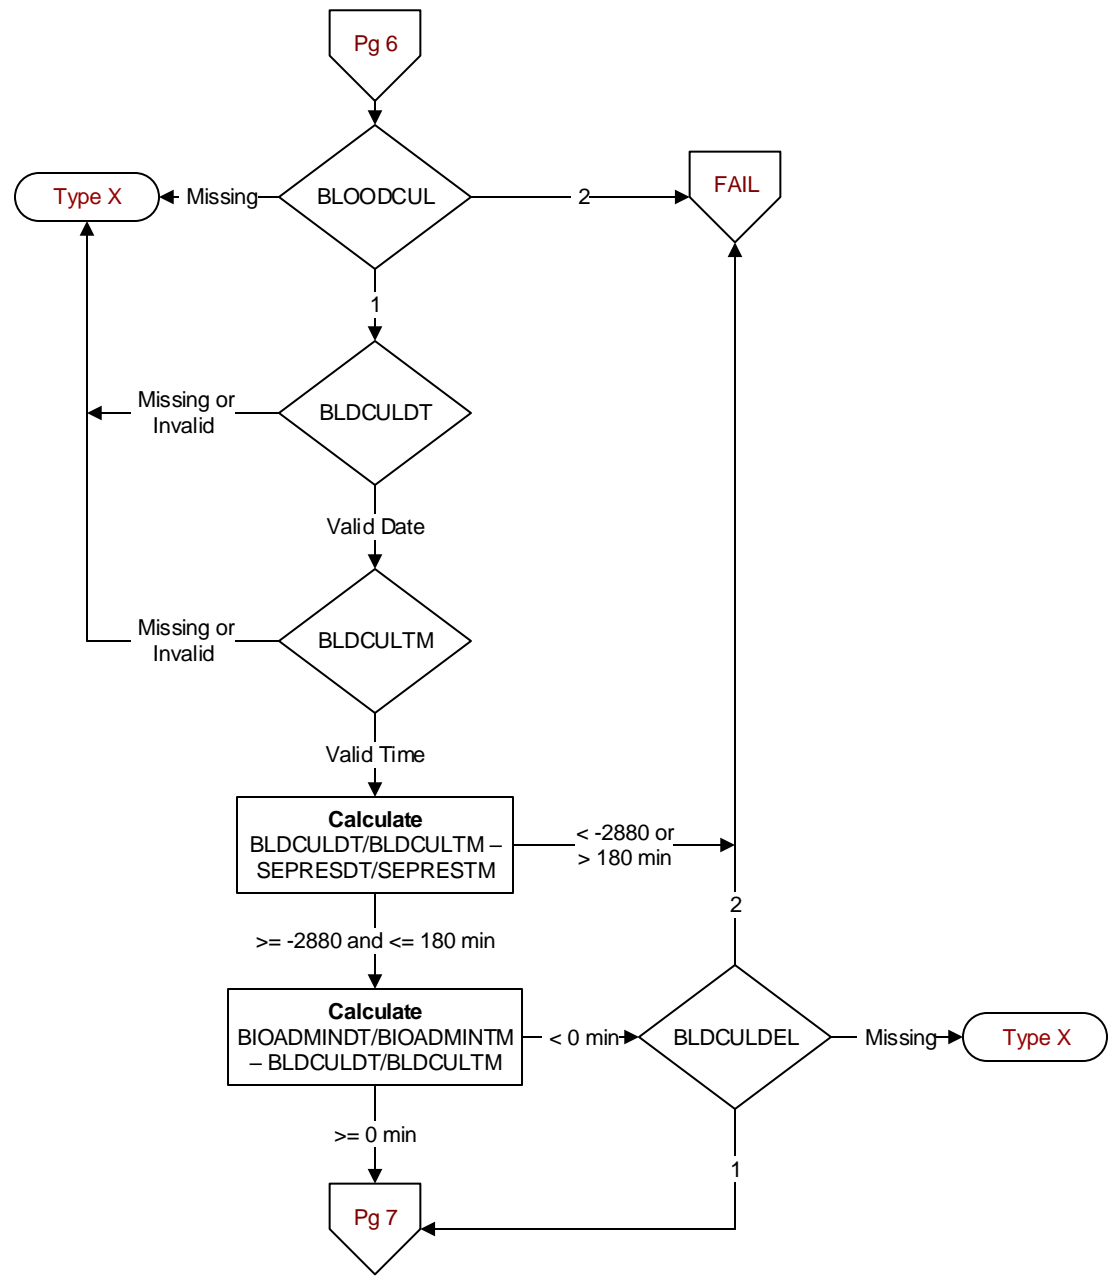 Pg 6
Type X
Missing
BLOODCUL
2
FAIL
1
Missing or
Invalid
BLDCULDT
Valid Date
Missing or
Invalid
BLDCULTM
Valid Time
Calculate
BLDCULDT/BLDCULTM –
SEPRESDT/SEPRESTM
< -2880 or
> 180 min
2
>= -2880 and <= 180 min
Calculate
BIOADMINDT/BIOADMINTM
– BLDCULDT/BLDCULTM
< 0 min
BLDCULDEL
Missing
Type X
>= 0 min
1
Pg 7